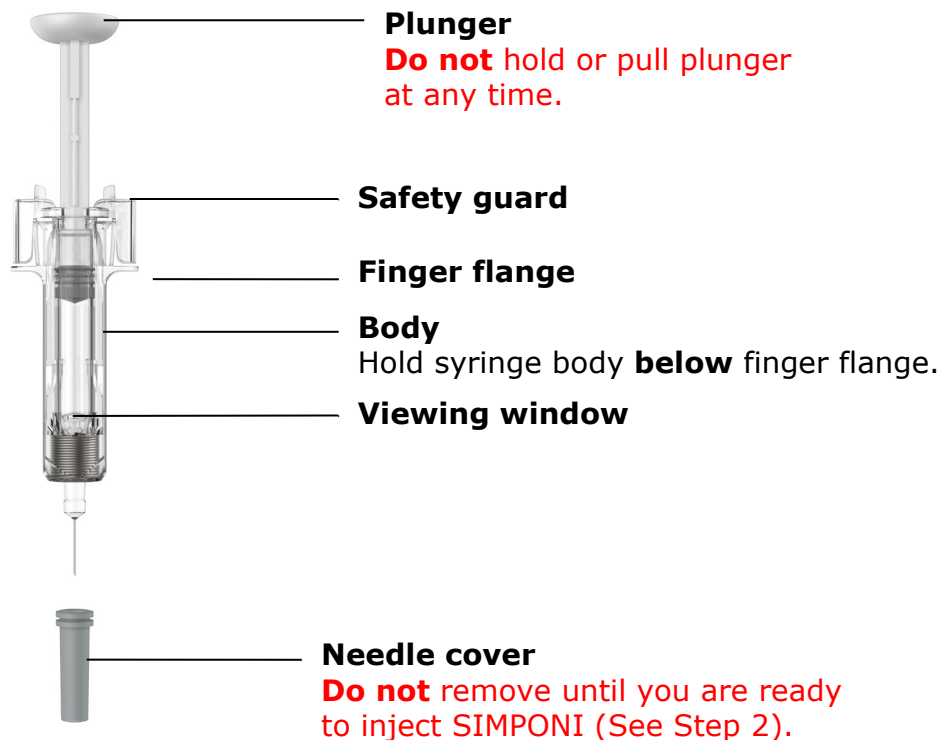 Plunger
Do not hold or pull plunger
at any time.
Safety guard
Finger flange
Body
Hold syringe body below finger flange.
Viewing window
Needle cover
Do not remove until you are ready
to inject SIMPONI (See Step 2).